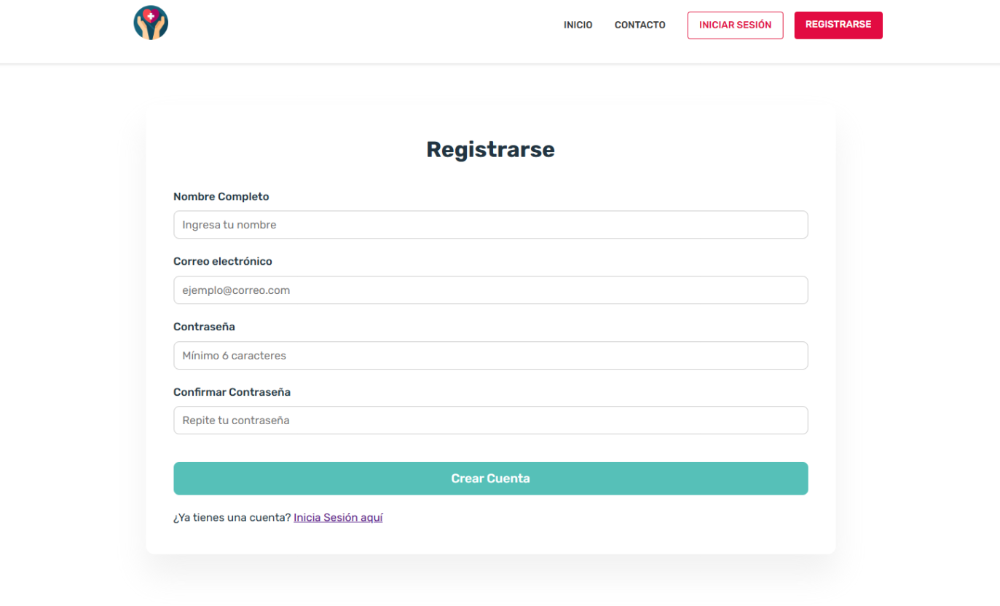 INICIO CONTACTO INICIAR SESIÓN REGISTRARSE
Registrarse
Nombre Completo
Ingresa tu nombre
Correo electrónico
ejemplo@correo.com
Contraseña
Mínimo 6 caracteres
Confirmar Contraseña
Repite tu contraseña
Crear Cuenta
¿Ya tienes una cuenta? Inicia Sesión aquí